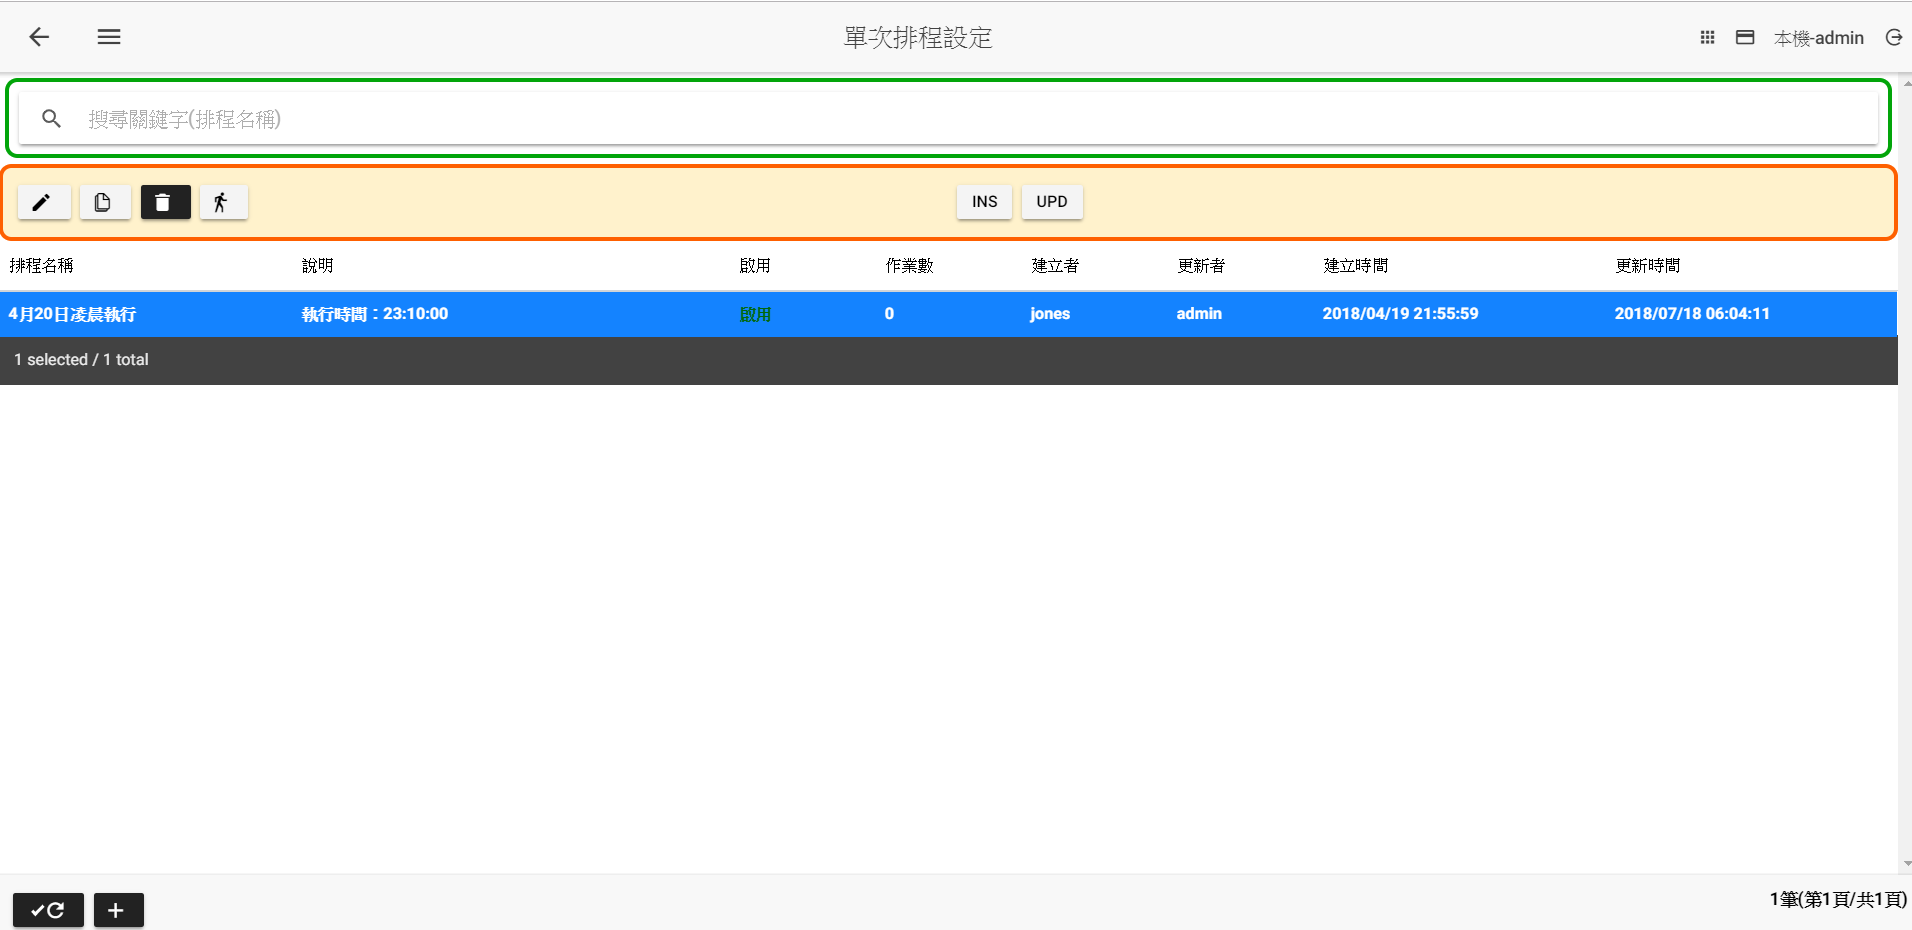 單次排程設定
本機-admin
搜尋關鍵字(排程名稱)
INS UPD
排程名稱 說明 啟用 作業數 建立者 更新者 建立時間 更新時間
4月20日凌晨執行 執行時間：23:10:00 啟用 0 jones admin 2018/04/19 21:55:59 2018/07/18 06:04:11
1 selected / 1 total
1筆(第1頁/共1頁)